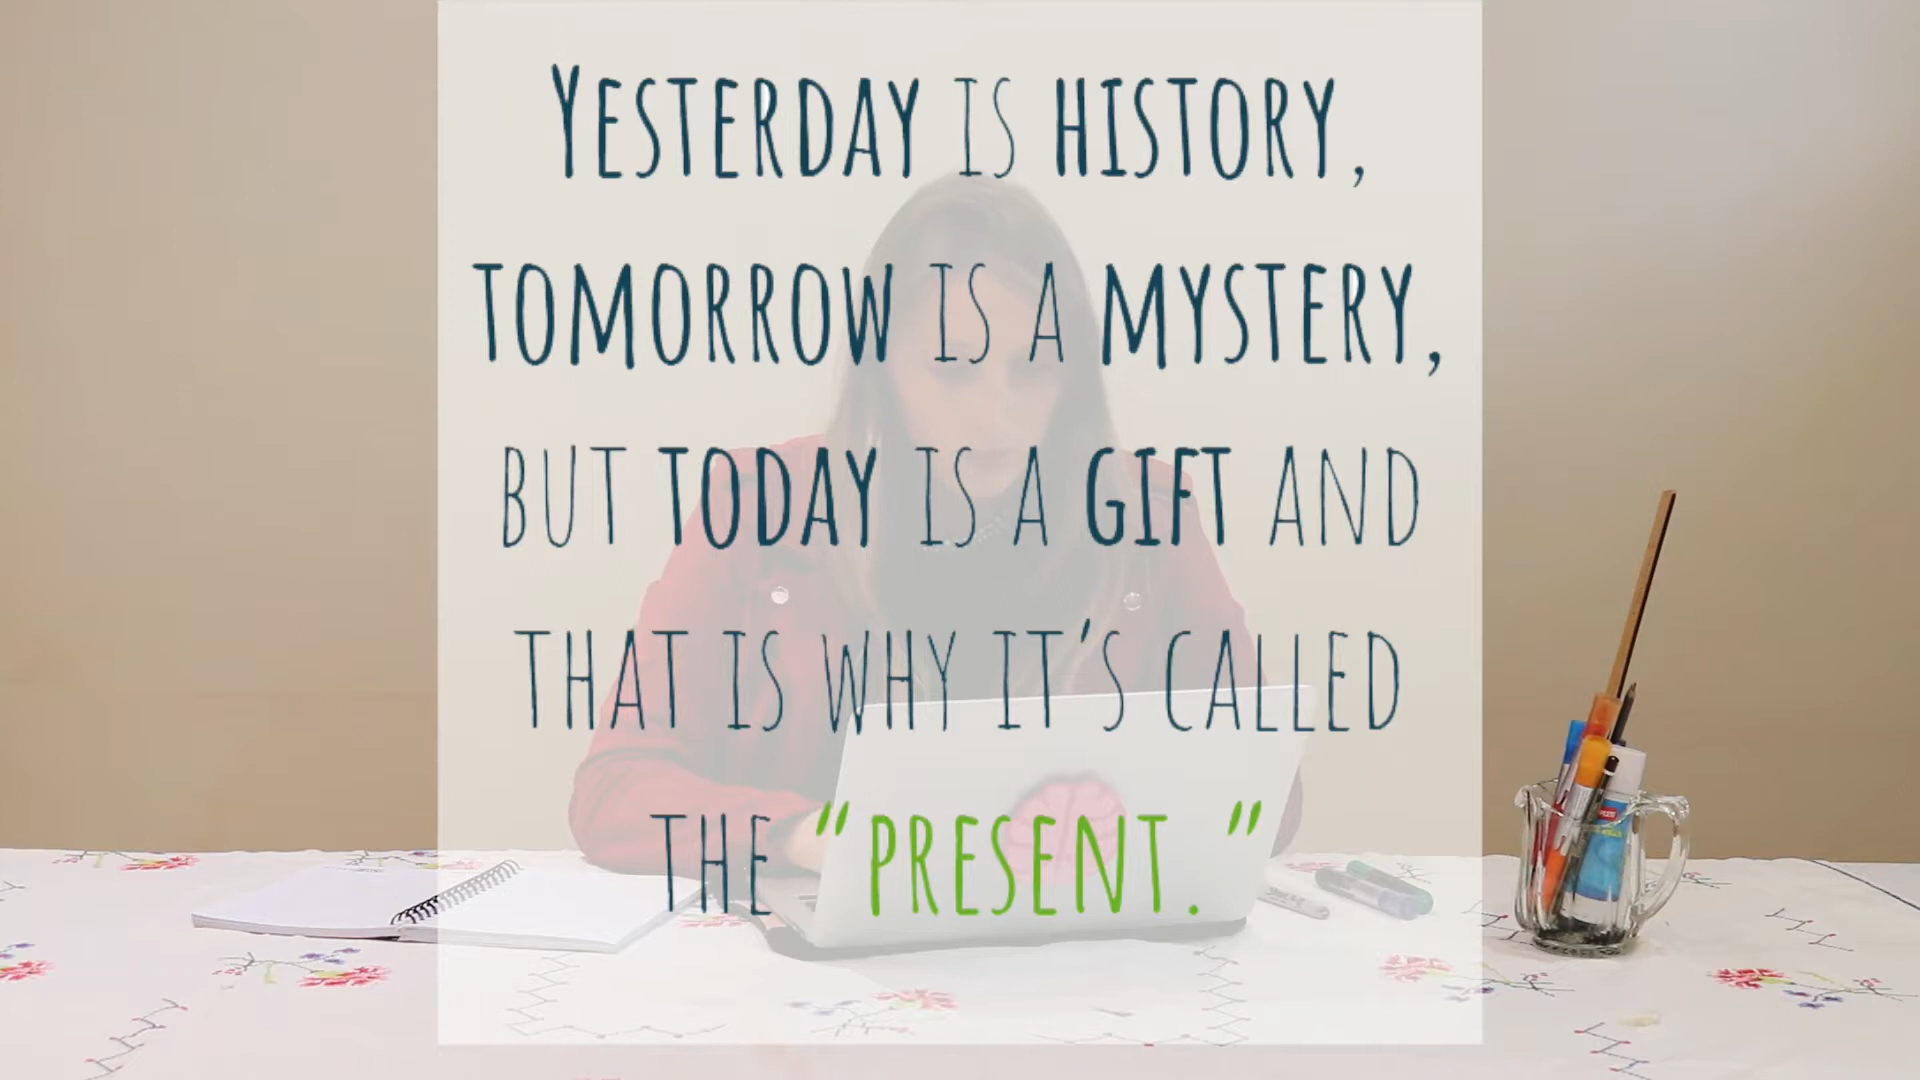 Yesterday is history,
tomorrow is a mystery,
but today is a gift and
that is why it's called
the "present."